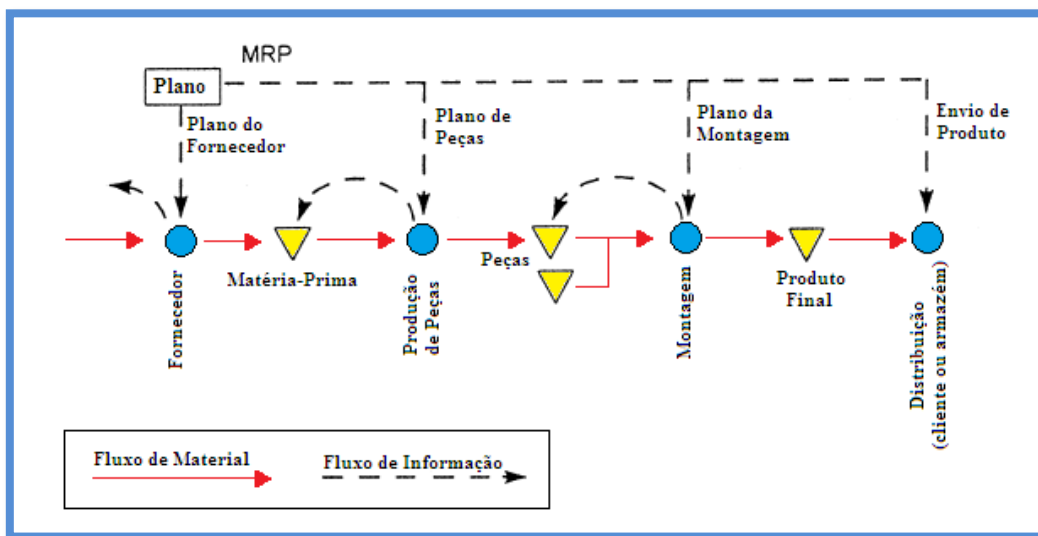 MRP
Plano
Plano do
Fornecedor
Plano de
Peças
Plano da
Montagem
Envio de
Produto
Matéria-Prima
Peças
Produto
Final
Fornecedor
Produção
de Peças
Montagem
Distribuição
(cliente ou armazém)
Fluxo de Material
Fluxo de Informação